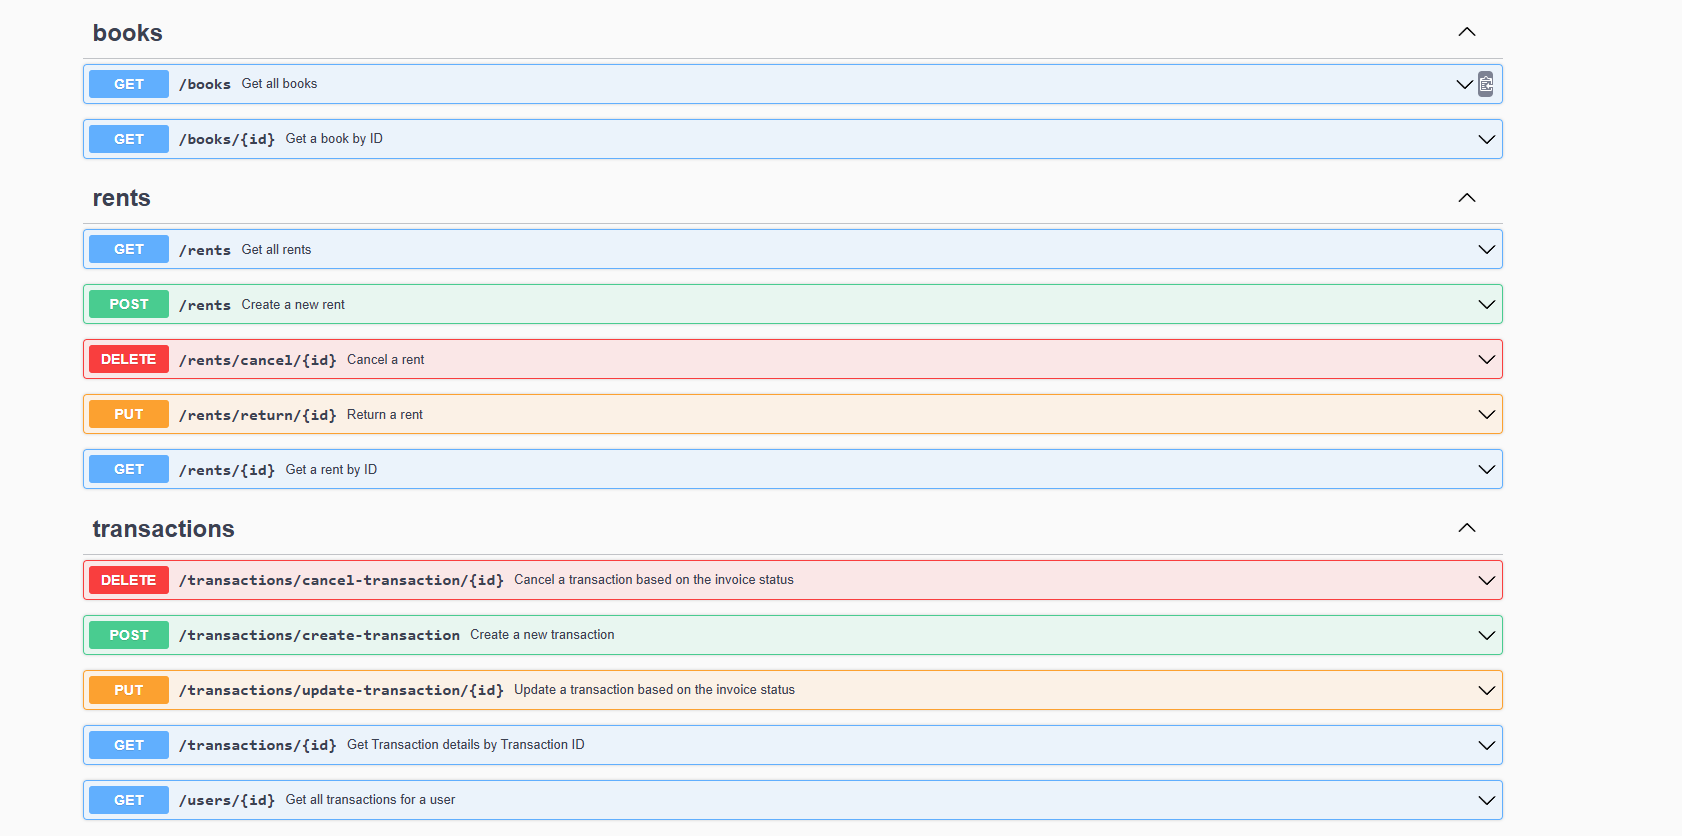 books
GET /books Get all books
GET /books/{id} Get a book by ID
rents
GET /rents Get all rents
POST /rents Create a new rent
DELETE /rents/cancel/{id} Cancel a rent
PUT /rents/return/{id} Return a rent
GET /rents/{id} Get a rent by ID
transactions
DELETE /transactions/cancel-transaction/{id} Cancel a transaction based on the invoice status
POST /transactions/create-transaction Create a new transaction
PUT /transactions/update-transaction/{id} Update a transaction based on the invoice status
GET /transactions/{id} Get Transaction details by Transaction ID
GET /users/{id} Get all transactions for a user